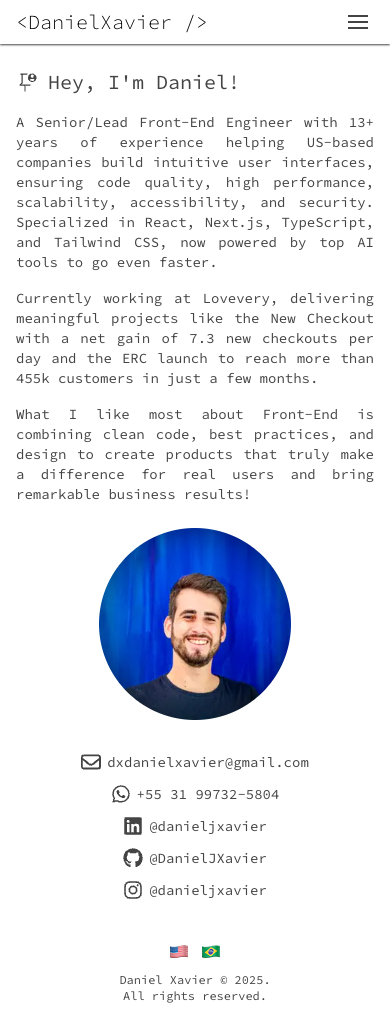 <DanielXavier />
Hey, I'm Daniel!
A Senior/Lead Front-End Engineer with 13+
years of experience helping US-based
companies build intuitive user interfaces,
ensuring code quality, high performance,
scalability, accessibility, and security.
Specialized in React, Next.js, TypeScript,
and Tailwind CSS, now powered by top AI
tools to go even faster.
Currently working at Lovevery, delivering
meaningful projects like the New Checkout
with a net gain of 7.3 new checkouts per
day and the ERC launch to reach more than
455k customers in just a few months.
What I like most about Front-End is
combining clean code, best practices, and
design to create products that truly make
a difference for real users and bring
remarkable business results!
dxdanielxavier@gmail.com
+55 31 99732-5804
@danieljxavier
@DanielJXavier
@danieljxavier
Daniel Xavier © 2025.
All rights reserved.